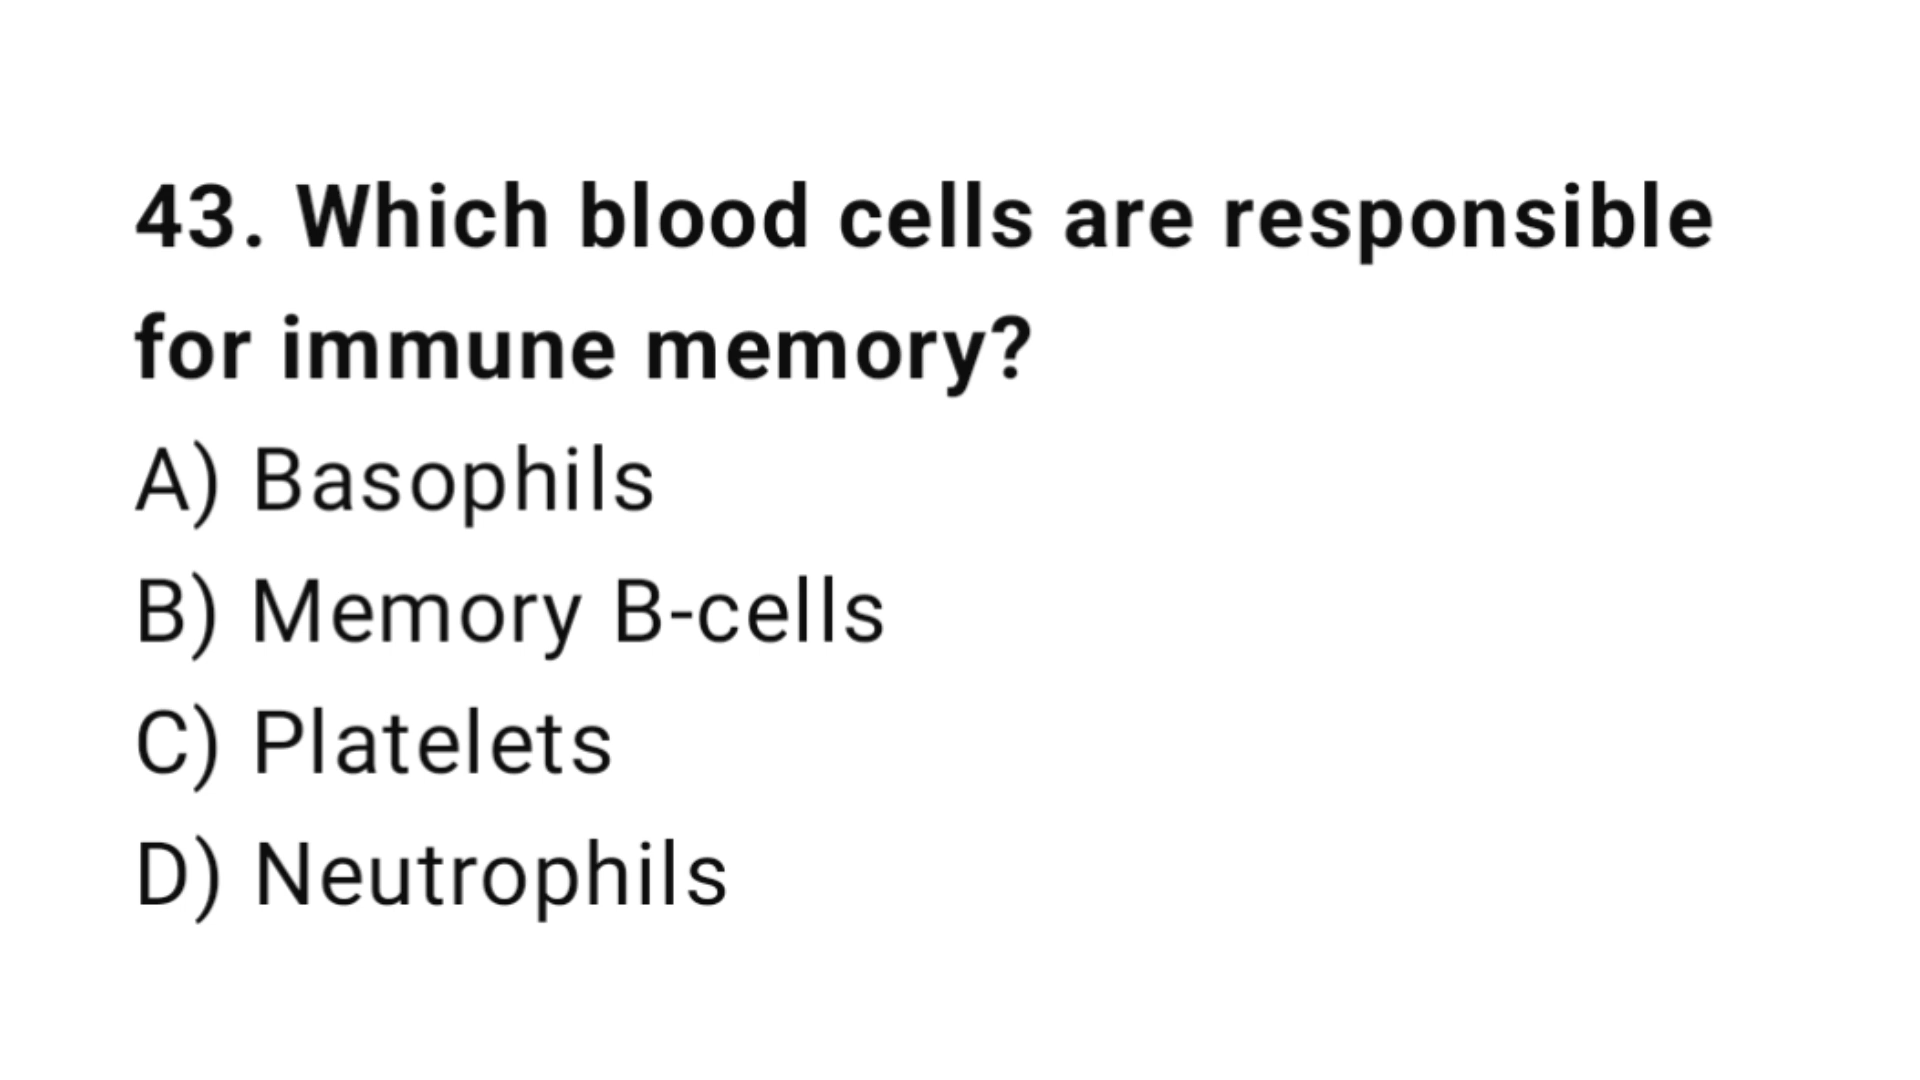 43. Which blood cells are responsible
for immune memory?
A) Basophils
B) Memory B-cells
C) Platelets
D) Neutrophils